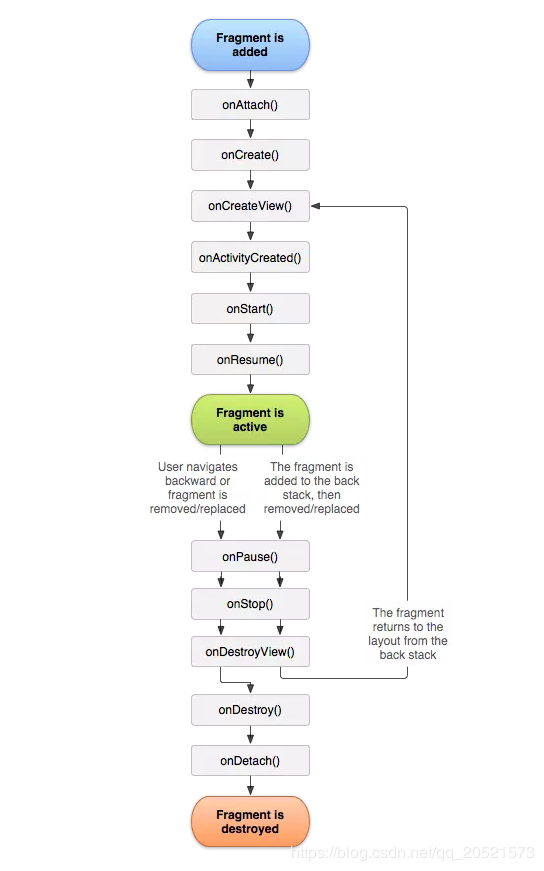 Fragment is
added
onAttach()
onCreate()
onCreateView()
onActivityCreated()
onStart()
onResume()
Fragment is
active
User navigates
backward or
fragment is
removed/replaced
The fragment is
added to the back
stack, then
removed/replaced
onPause()
onStop()
onDestroyView()
The fragment
returns to the
layout from the
back stack
onDestroy()
onDetach()
Fragment is
destroyed
https://blog.csdn.net/qq_20521573